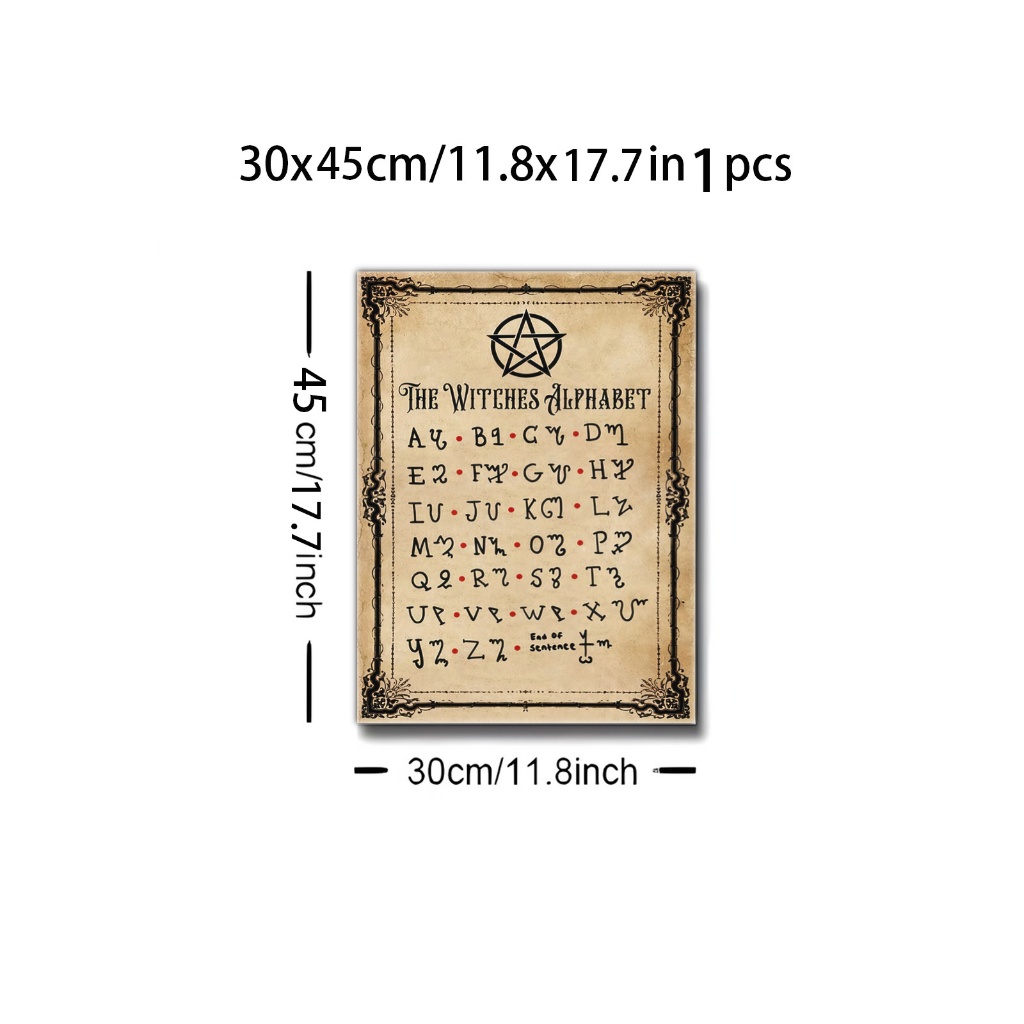 30x45cm/11.8x17.7in 1 pcs
45 cm/17.7inch
THE WITCHES ALPHABET
A • B • C • D
E • F • G • H
I • J • K • L
M • N • O • P
Q • R • S • T
U • V • W • X
Y • Z • End Of Sentence
30cm/11.8inch